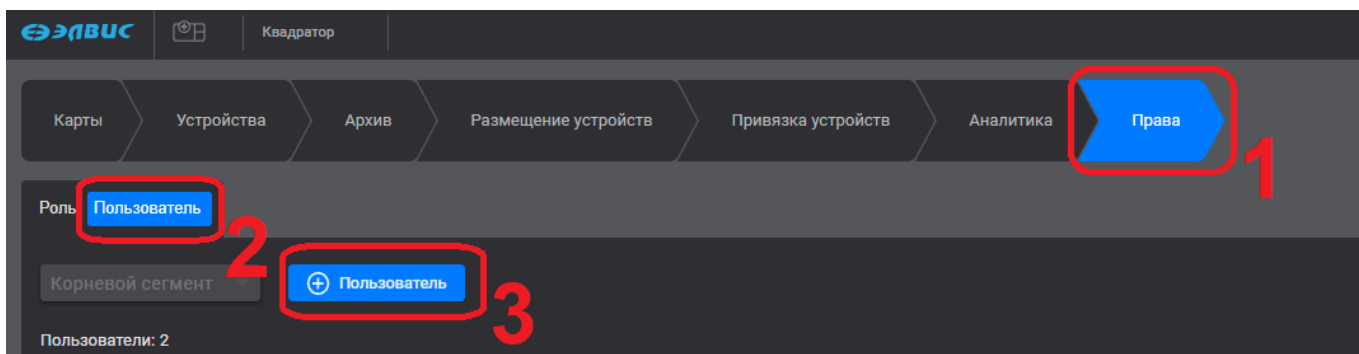 ЭЛВИС Квадратор
Карты Устройства Архив Размещение устройств Привязка устройств Аналитика Права
1
Роль Пользователь
2
Корневой сегмент Пользователь
3
Пользователи: 2